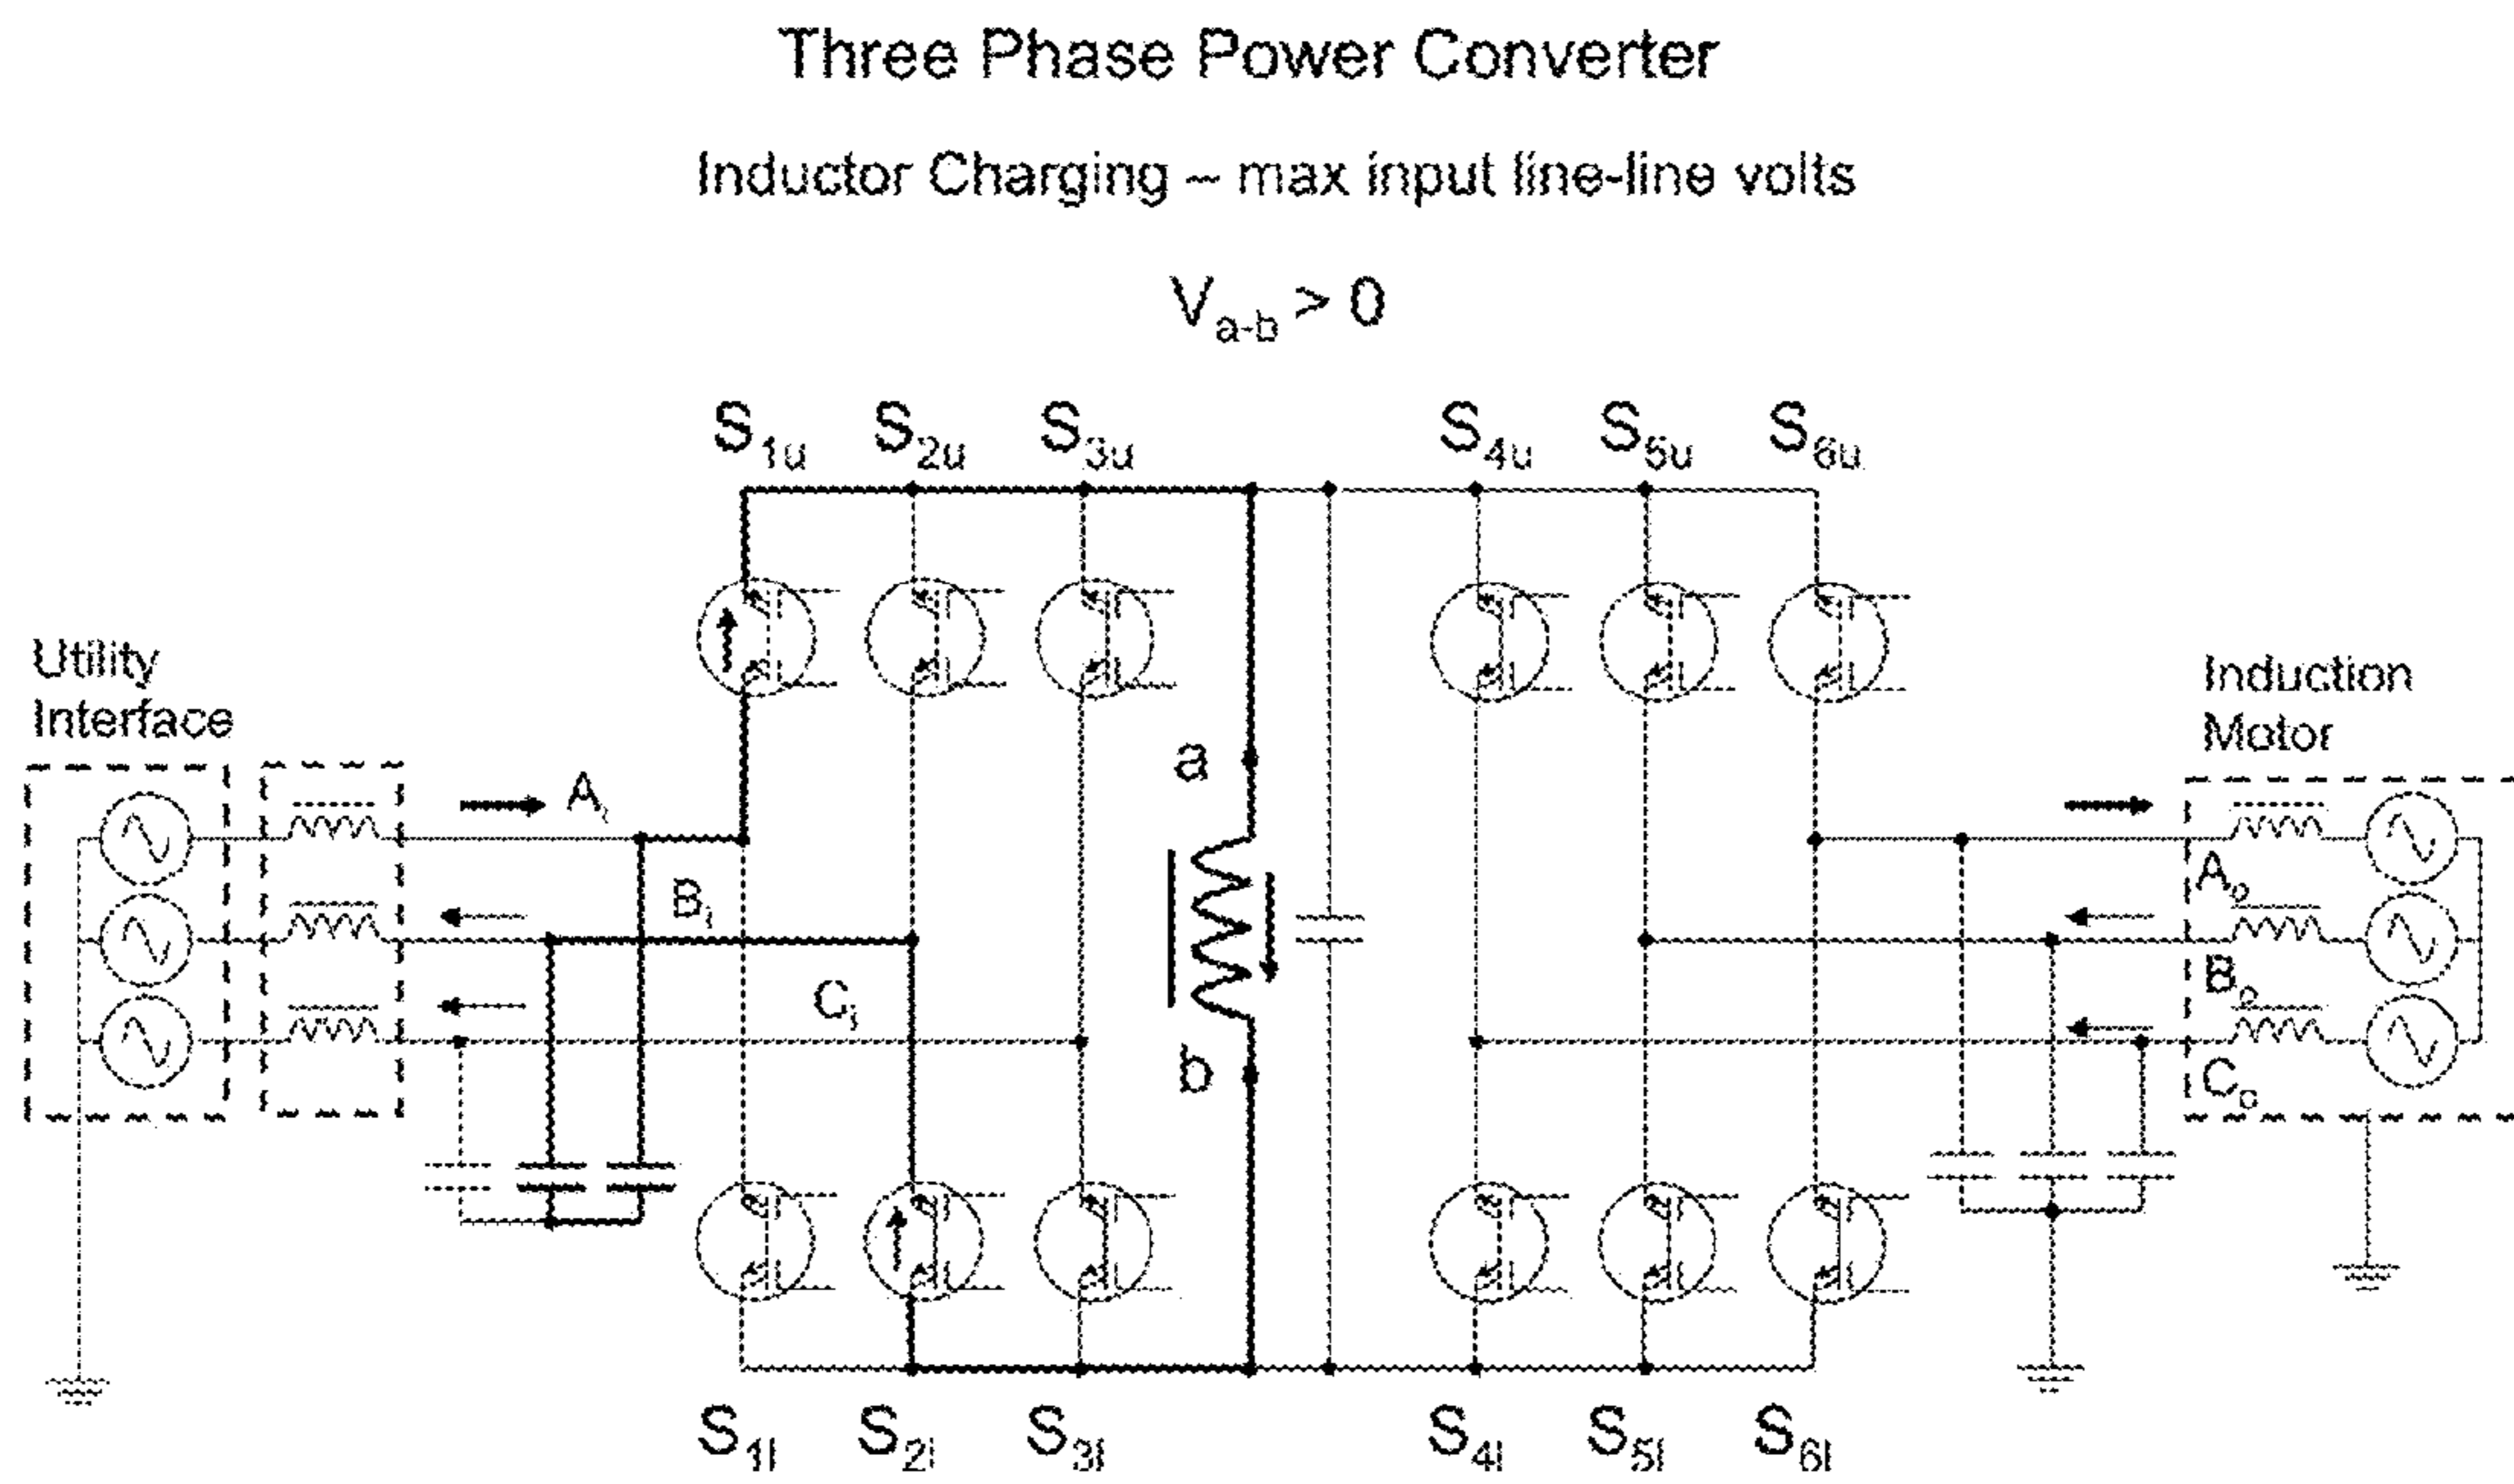 Three Phase Power Converter
Inductor Charging – max input line-line volts
Va-b > 0
S1u S2u S3u S4u S5u S6u
Utility
Interface
Induction
Motor
a
Ai
Ao
Bi
Bo
Ci
b
Co
S1l S2l S3l S4l S5l S6l